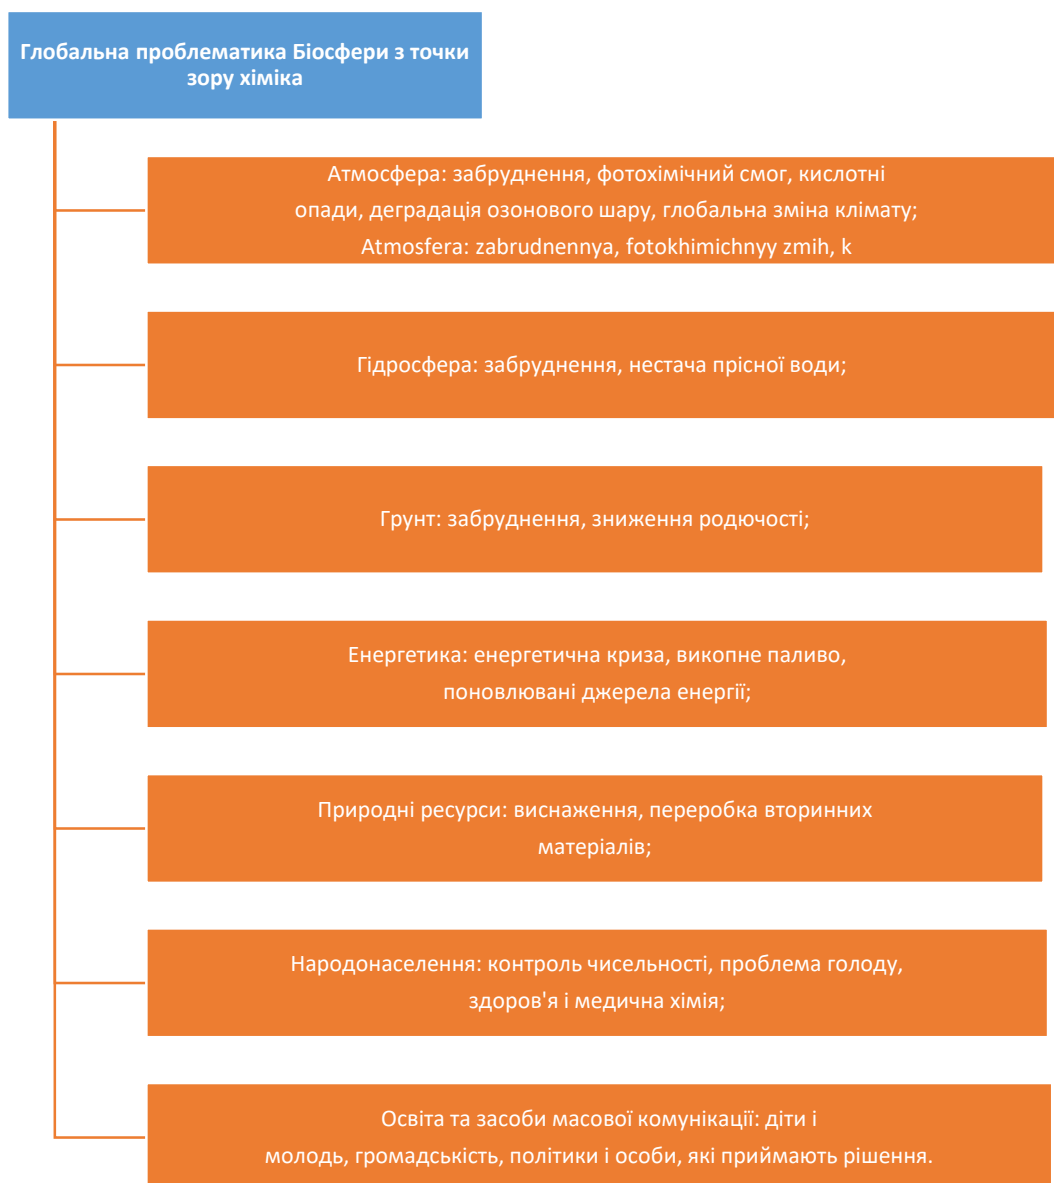 Глобальна проблематика Біосфери з точки
зору хіміка
Атмосфера: забруднення, фотохімічний смог, кислотні
опади, деградація озонового шару, глобальна зміна клімату;
Atmosfera: zabrudnennya, fotokhimichnyy zmih, k
Гідросфера: забруднення, нестача прісної води;
Грунт: забруднення, зниження родючості;
Енергетика: енергетична криза, викопне паливо,
поновлювані джерела енергії;
Природні ресурси: виснаження, переробка вторинних
матеріалів;
Народонаселення: контроль чисельності, проблема голоду,
здоров'я і медична хімія;
Освіта та засоби масової комунікації: діти і
молодь, громадськість, політики і особи, які приймають рішення.